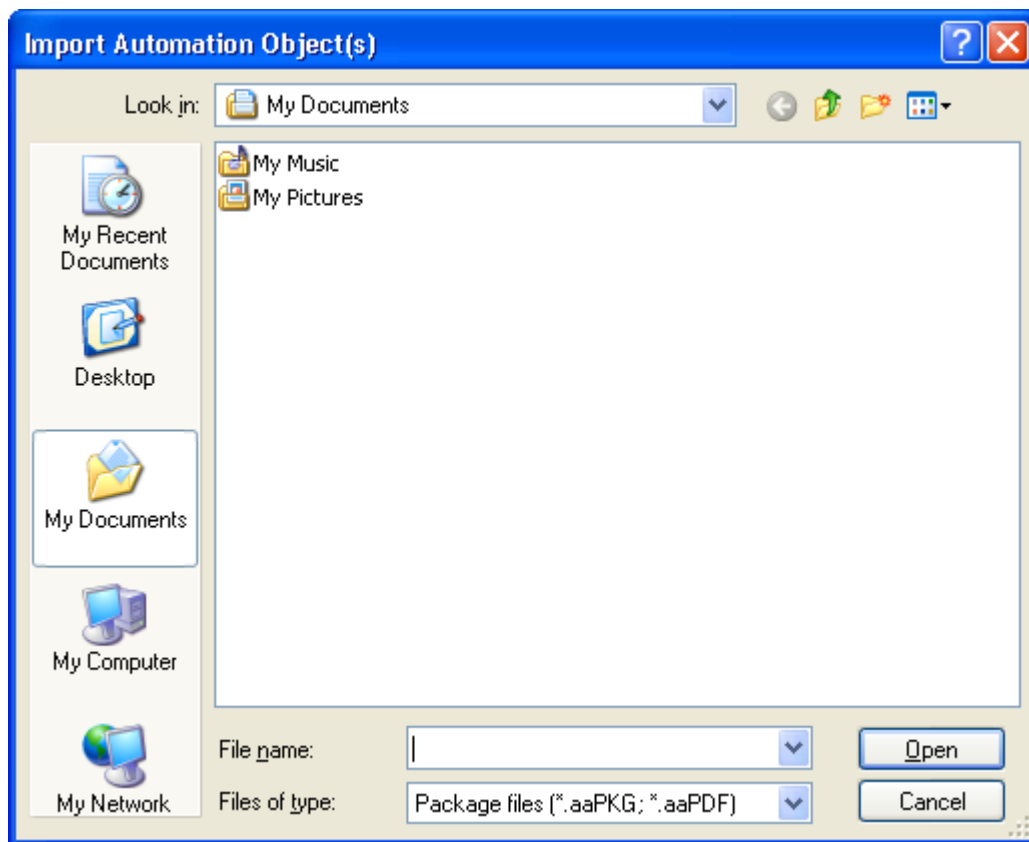 Import Automation Object(s)
Look in:
My Documents
My Music
My Pictures
My Recent
Documents
Desktop
My Documents
My Computer
My Network
File name:
Open
Files of type:
Package files (*.aaPKG; *.aaPDF)
Cancel